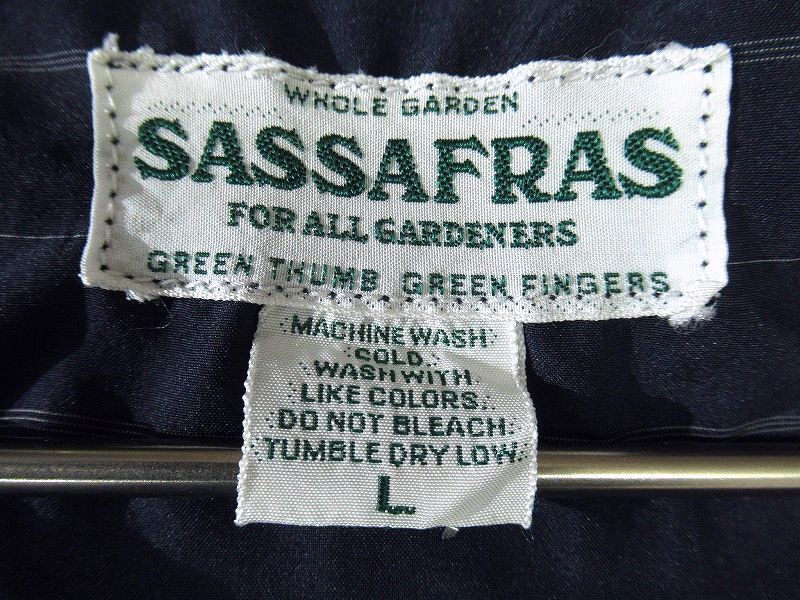 WHOLE GARDEN
SASSAFRAS
FOR ALL GARDENERS
GREEN THUMB GREEN FINGERS
MACHINE WASH
COLD.
WASH WITH
LIKE COLORS.
DO NOT BLEACH.
TUMBLE DRY LOW.
L